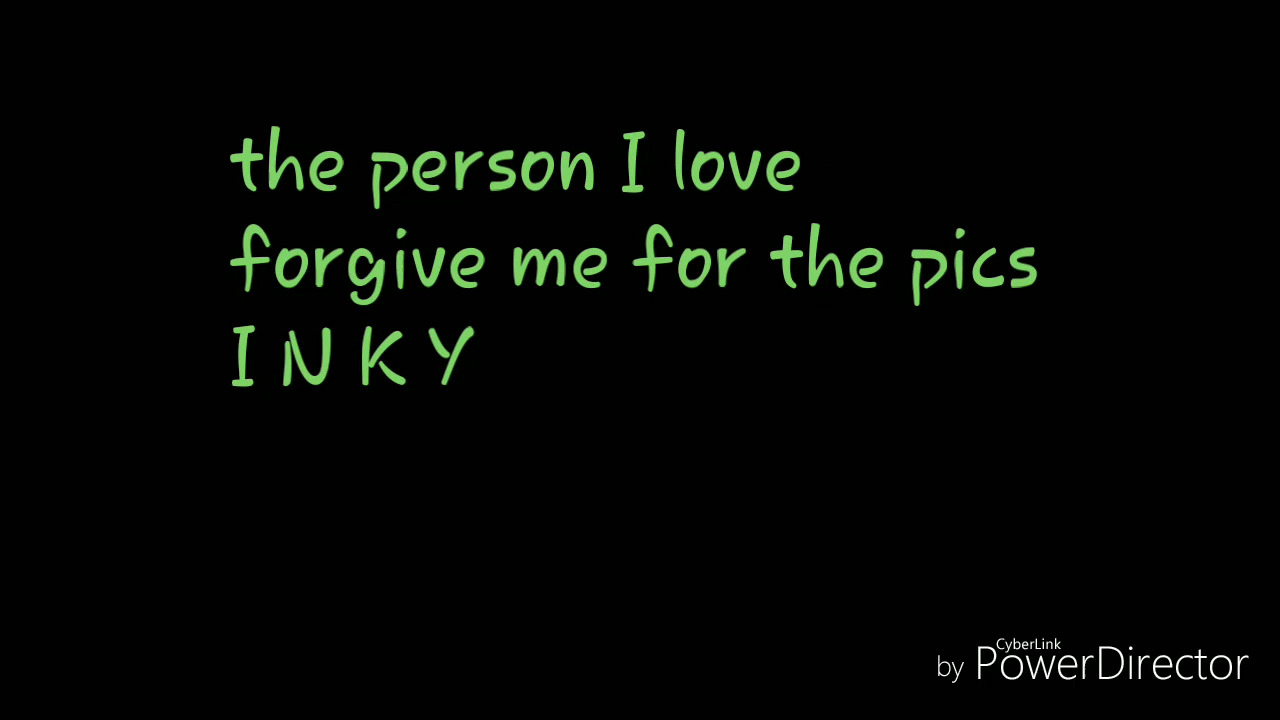 the person I love
forgive me for the pics
I N K Y
CyberLink
by PowerDirector